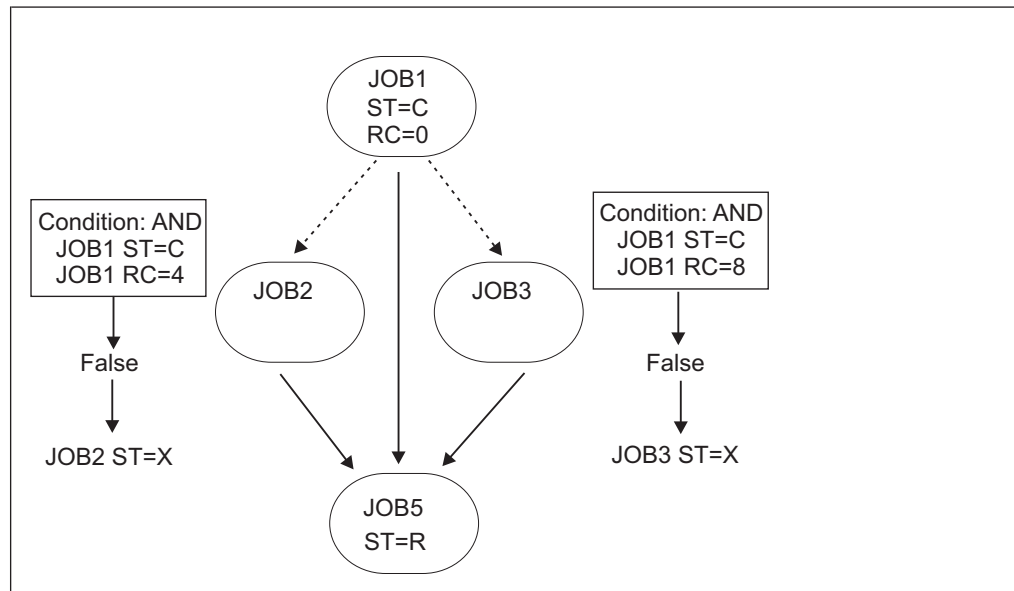 JOB1
ST=C
RC=0
Condition: AND
JOB1 ST=C
JOB1 RC=4
False
JOB2 ST=X
JOB2
JOB3
Condition: AND
JOB1 ST=C
JOB1 RC=8
False
JOB3 ST=X
JOB5
ST=R